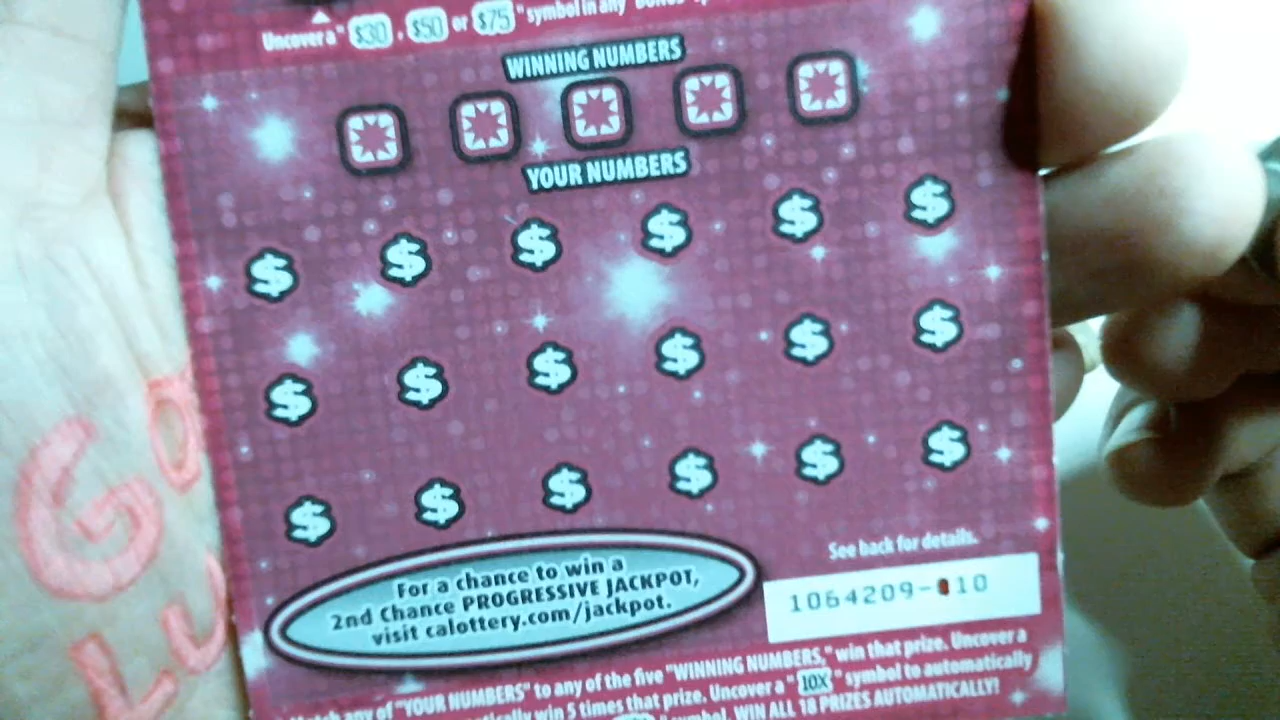 Uncover a "$30, $50 or $75" symbol in any
WINNING NUMBERS
YOUR NUMBERS
$ $ $ $ $ $
$ $ $ $ $ $
$ $ $ $ $ $
See back for details.
For a chance to win a
2nd Chance PROGRESSIVE JACKPOT,
visit calottery.com/jackpot.
1064209- 10
any of "YOUR NUMBERS" to any of the five "WINNING NUMBERS," win that prize. Uncover a
win 5 times that prize. Uncover a "10X" symbol to automatically
symbol. WIN ALL 18 PRIZES AUTOMATICALLY!
GO
LU